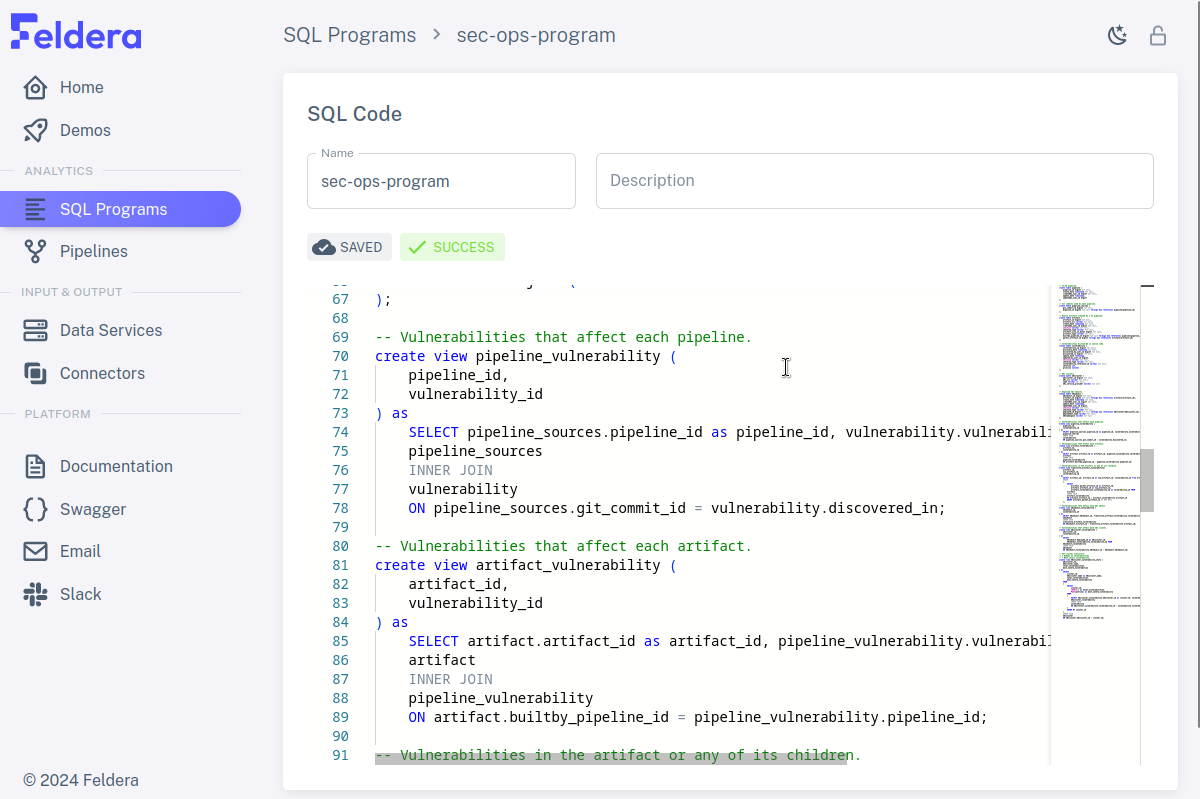 Feldera
SQL Programs > sec-ops-program
Home
Demos
ANALYTICS
SQL Programs
Pipelines
INPUT & OUTPUT
Data Services
Connectors
PLATFORM
Documentation
Swagger
Email
Slack
© 2024 Feldera
SQL Code
Name
sec-ops-program
Description
SAVED
SUCCESS
67 );
68
69 -- Vulnerabilities that affect each pipeline.
70 create view pipeline_vulnerability (
71 pipeline_id,
72 vulnerability_id
73 ) as
74 SELECT pipeline_sources.pipeline_id as pipeline_id, vulnerability.vulnerabili
75 pipeline_sources
76 INNER JOIN
77 vulnerability
78 ON pipeline_sources.git_commit_id = vulnerability.discovered_in;
79
80 -- Vulnerabilities that affect each artifact.
81 create view artifact_vulnerability (
82 artifact_id,
83 vulnerability_id
84 ) as
85 SELECT artifact.artifact_id as artifact_id, pipeline_vulnerability.vulnerabil
86 artifact
87 INNER JOIN
88 pipeline_vulnerability
89 ON artifact.builtby_pipeline_id = pipeline_vulnerability.pipeline_id;
90
91 -- Vulnerabilities in the artifact or any of its children.